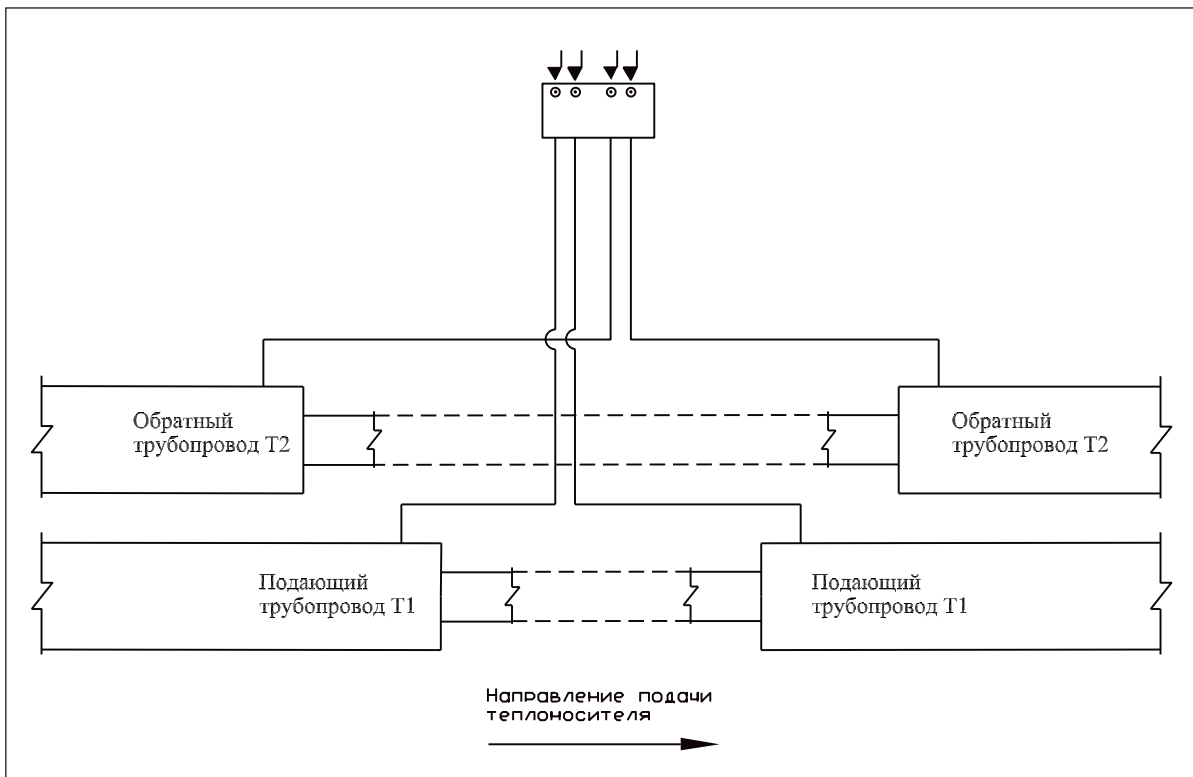 Обратный
трубопровод Т2
Обратный
трубопровод Т2
Подающий
трубопровод Т1
Подающий
трубопровод Т1
Направление подачи
теплоносителя